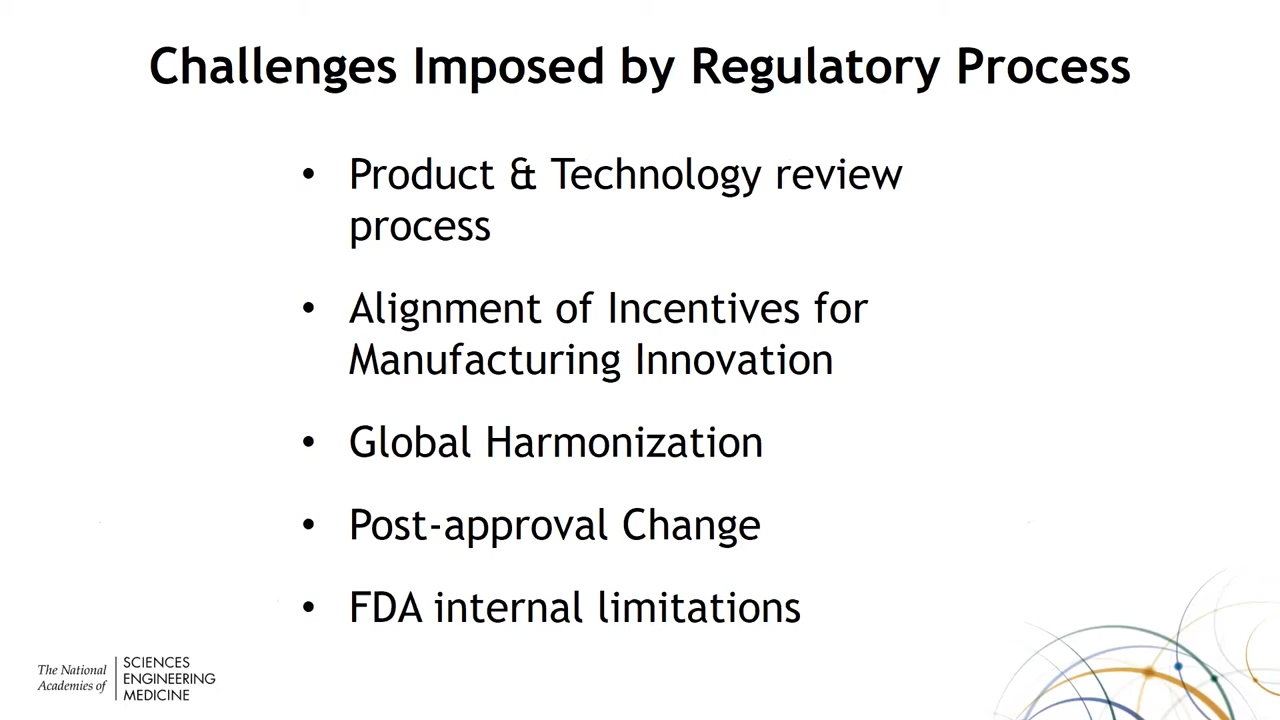 Challenges Imposed by Regulatory Process
• Product & Technology review
process
• Alignment of Incentives for
Manufacturing Innovation
• Global Harmonization
• Post-approval Change
• FDA internal limitations
The National
Academies of
SCIENCES
ENGINEERING
MEDICINE